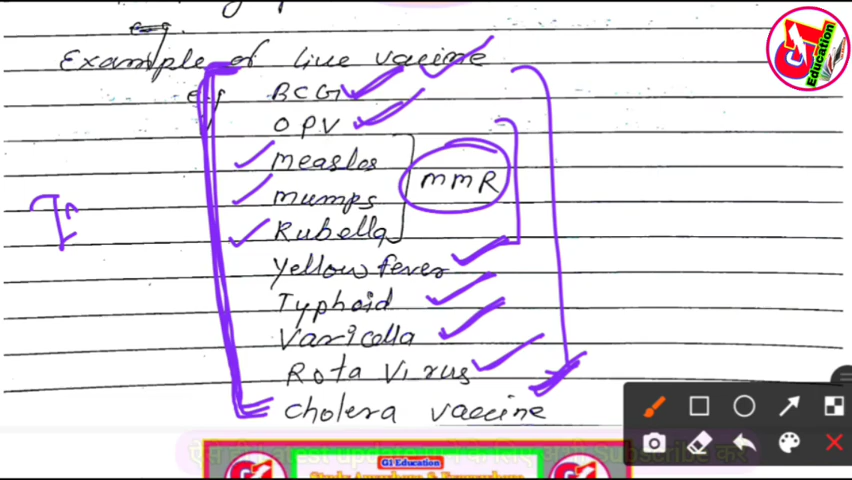 Example of live vaccine
e.g BCG
OPV
Measles
mumps
MMR
Rubella
Yellow fever
Typhoid
Varicella
Rota Virus
Cholera vaccine
GI Education
GI Education